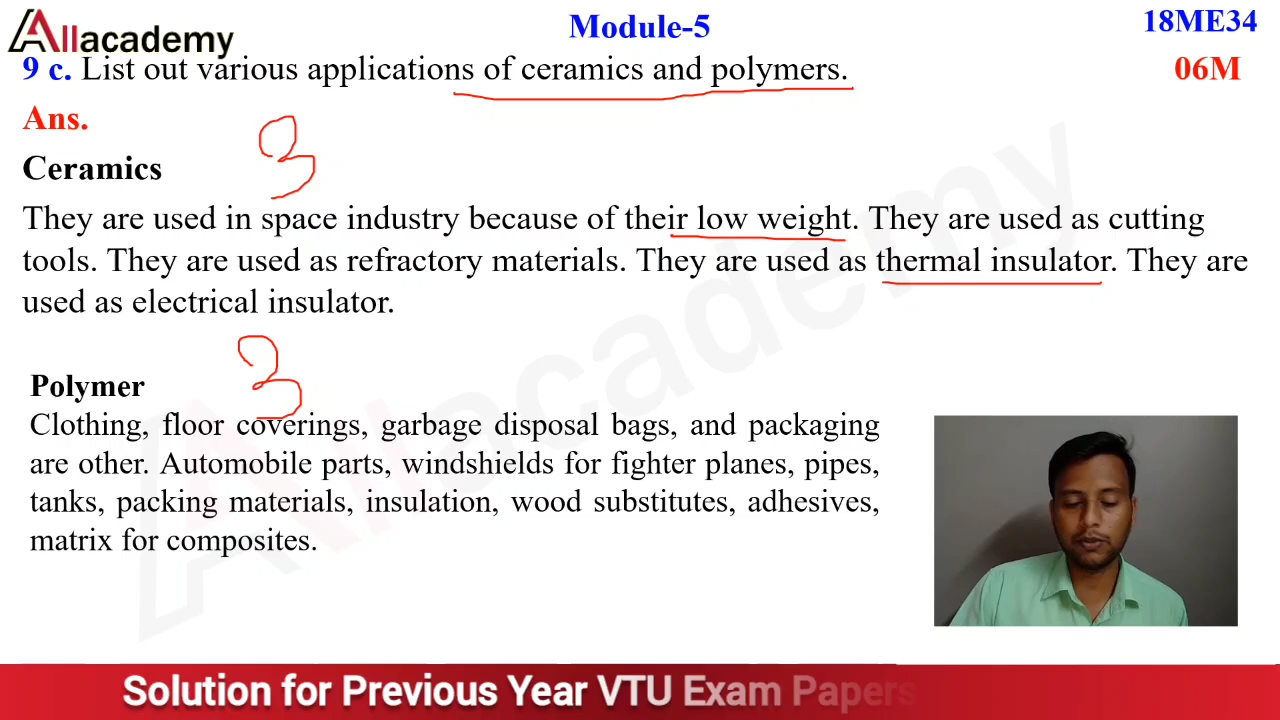 Allacademy
Module-5
18ME34
9 c. List out various applications of ceramics and polymers.
06M
Ans.
3
Ceramics
They are used in space industry because of their low weight. They are used as cutting
tools. They are used as refractory materials. They are used as thermal insulator. They are
used as electrical insulator.
3
Polymer
Clothing, floor coverings, garbage disposal bags, and packaging
are other. Automobile parts, windshields for fighter planes, pipes,
tanks, packing materials, insulation, wood substitutes, adhesives,
matrix for composites.
Allacademy
Solution for Previous Year VTU Exam Papers